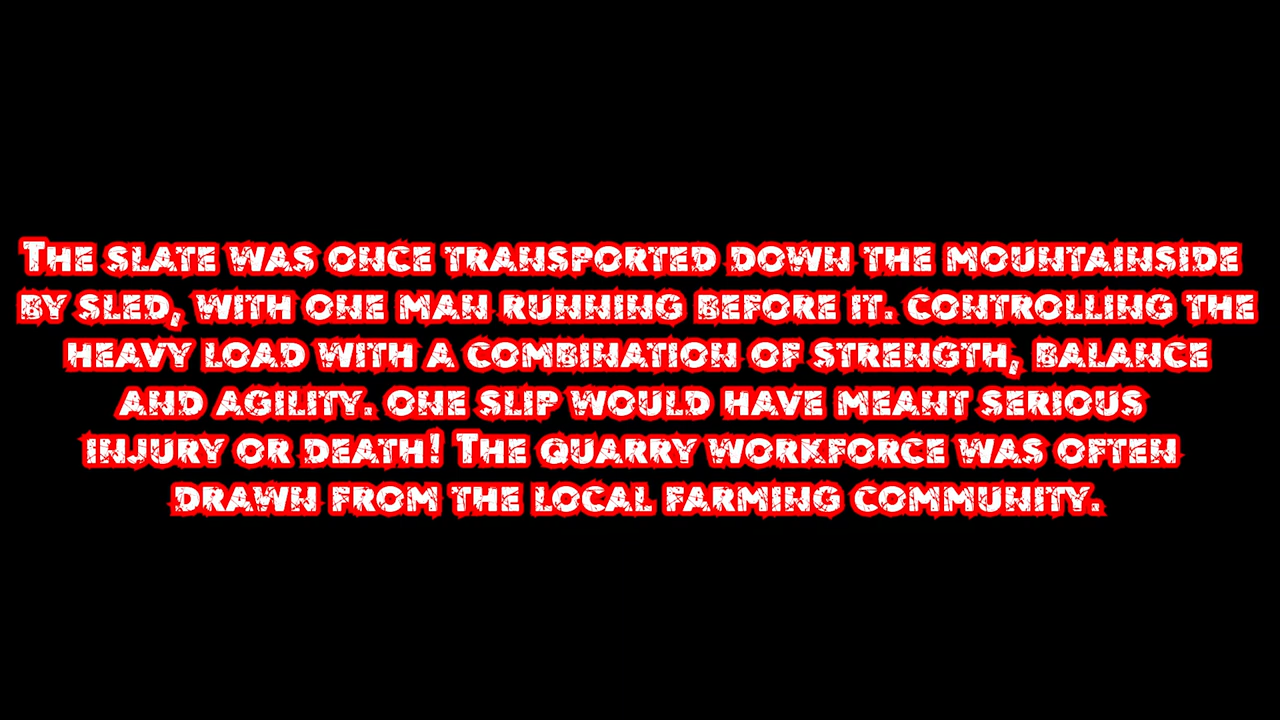 The slate was once transported down the mountainside
by sled, with one man running before it. controlling the
heavy load with a combination of strength, balance
and agility. one slip would have meant serious
injury or death! The quarry workforce was often
drawn from the local farming community.